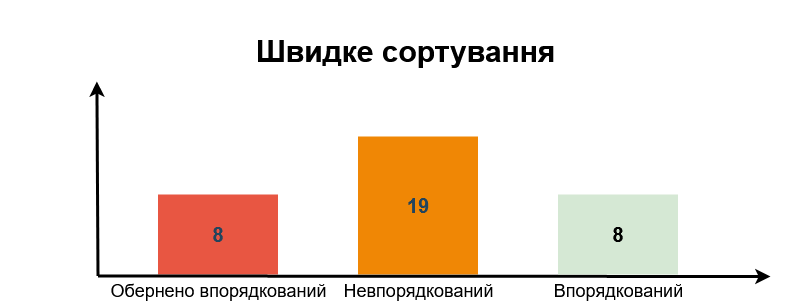 Швидке сортування
8
19
8
Обернено впорядкований
Невпорядкований
Впорядкований